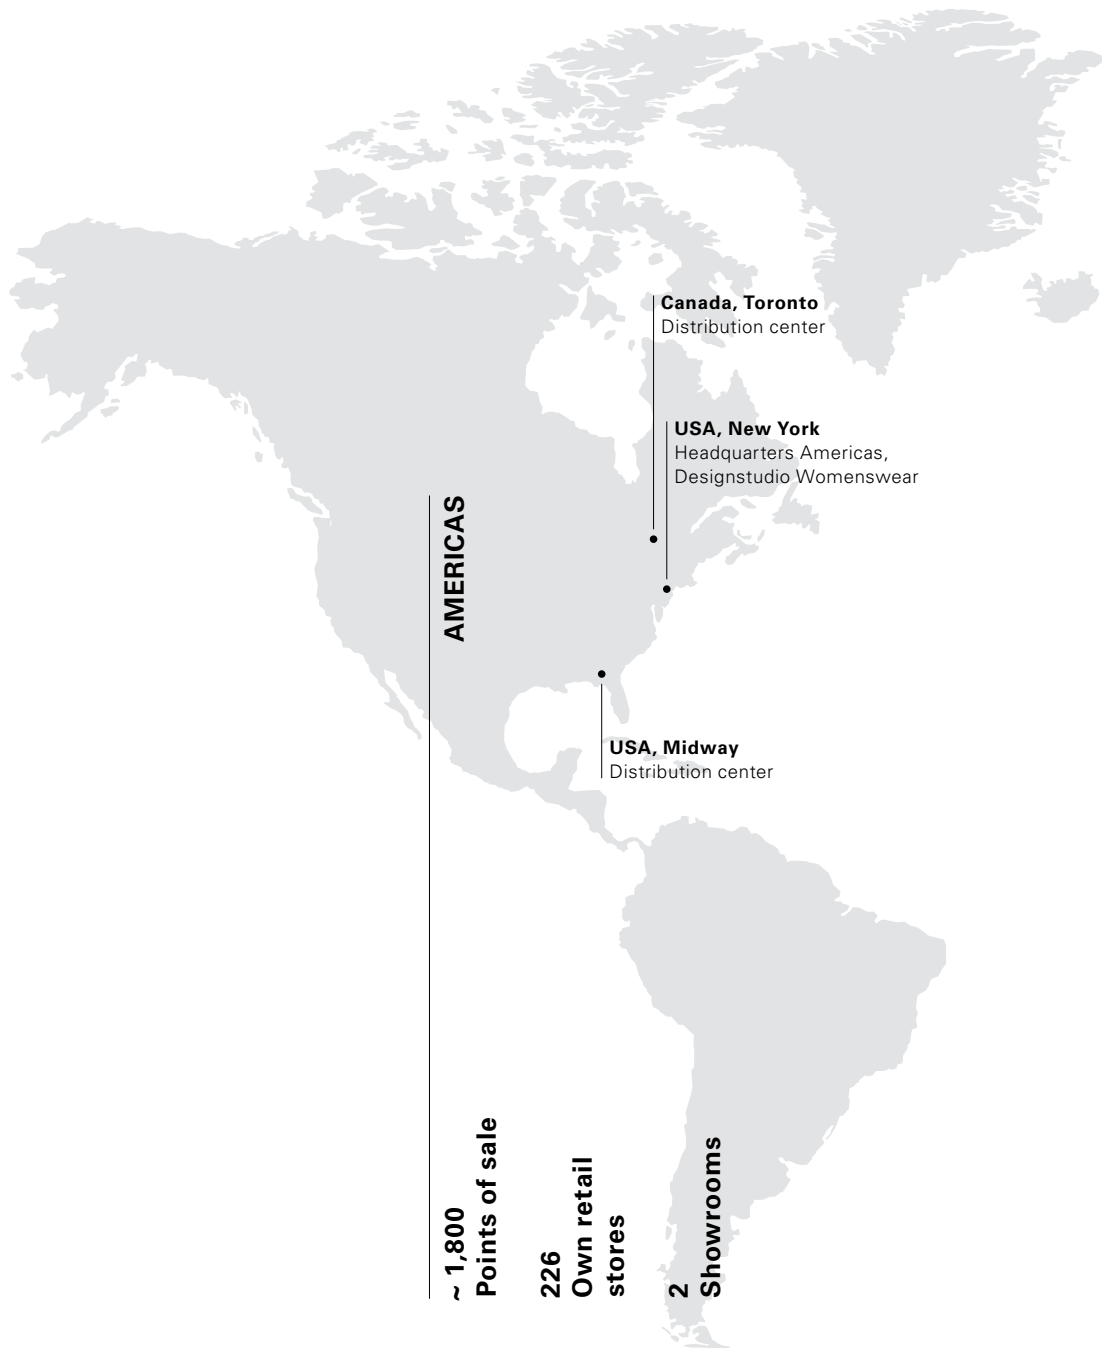 Canada, Toronto
Distribution center
USA, New York
Headquarters Americas,
Designstudio Womenswear
AMERICAS
USA, Midway
Distribution center
~ 1,800
Points of sale
226
Own retail
stores
2
Showrooms